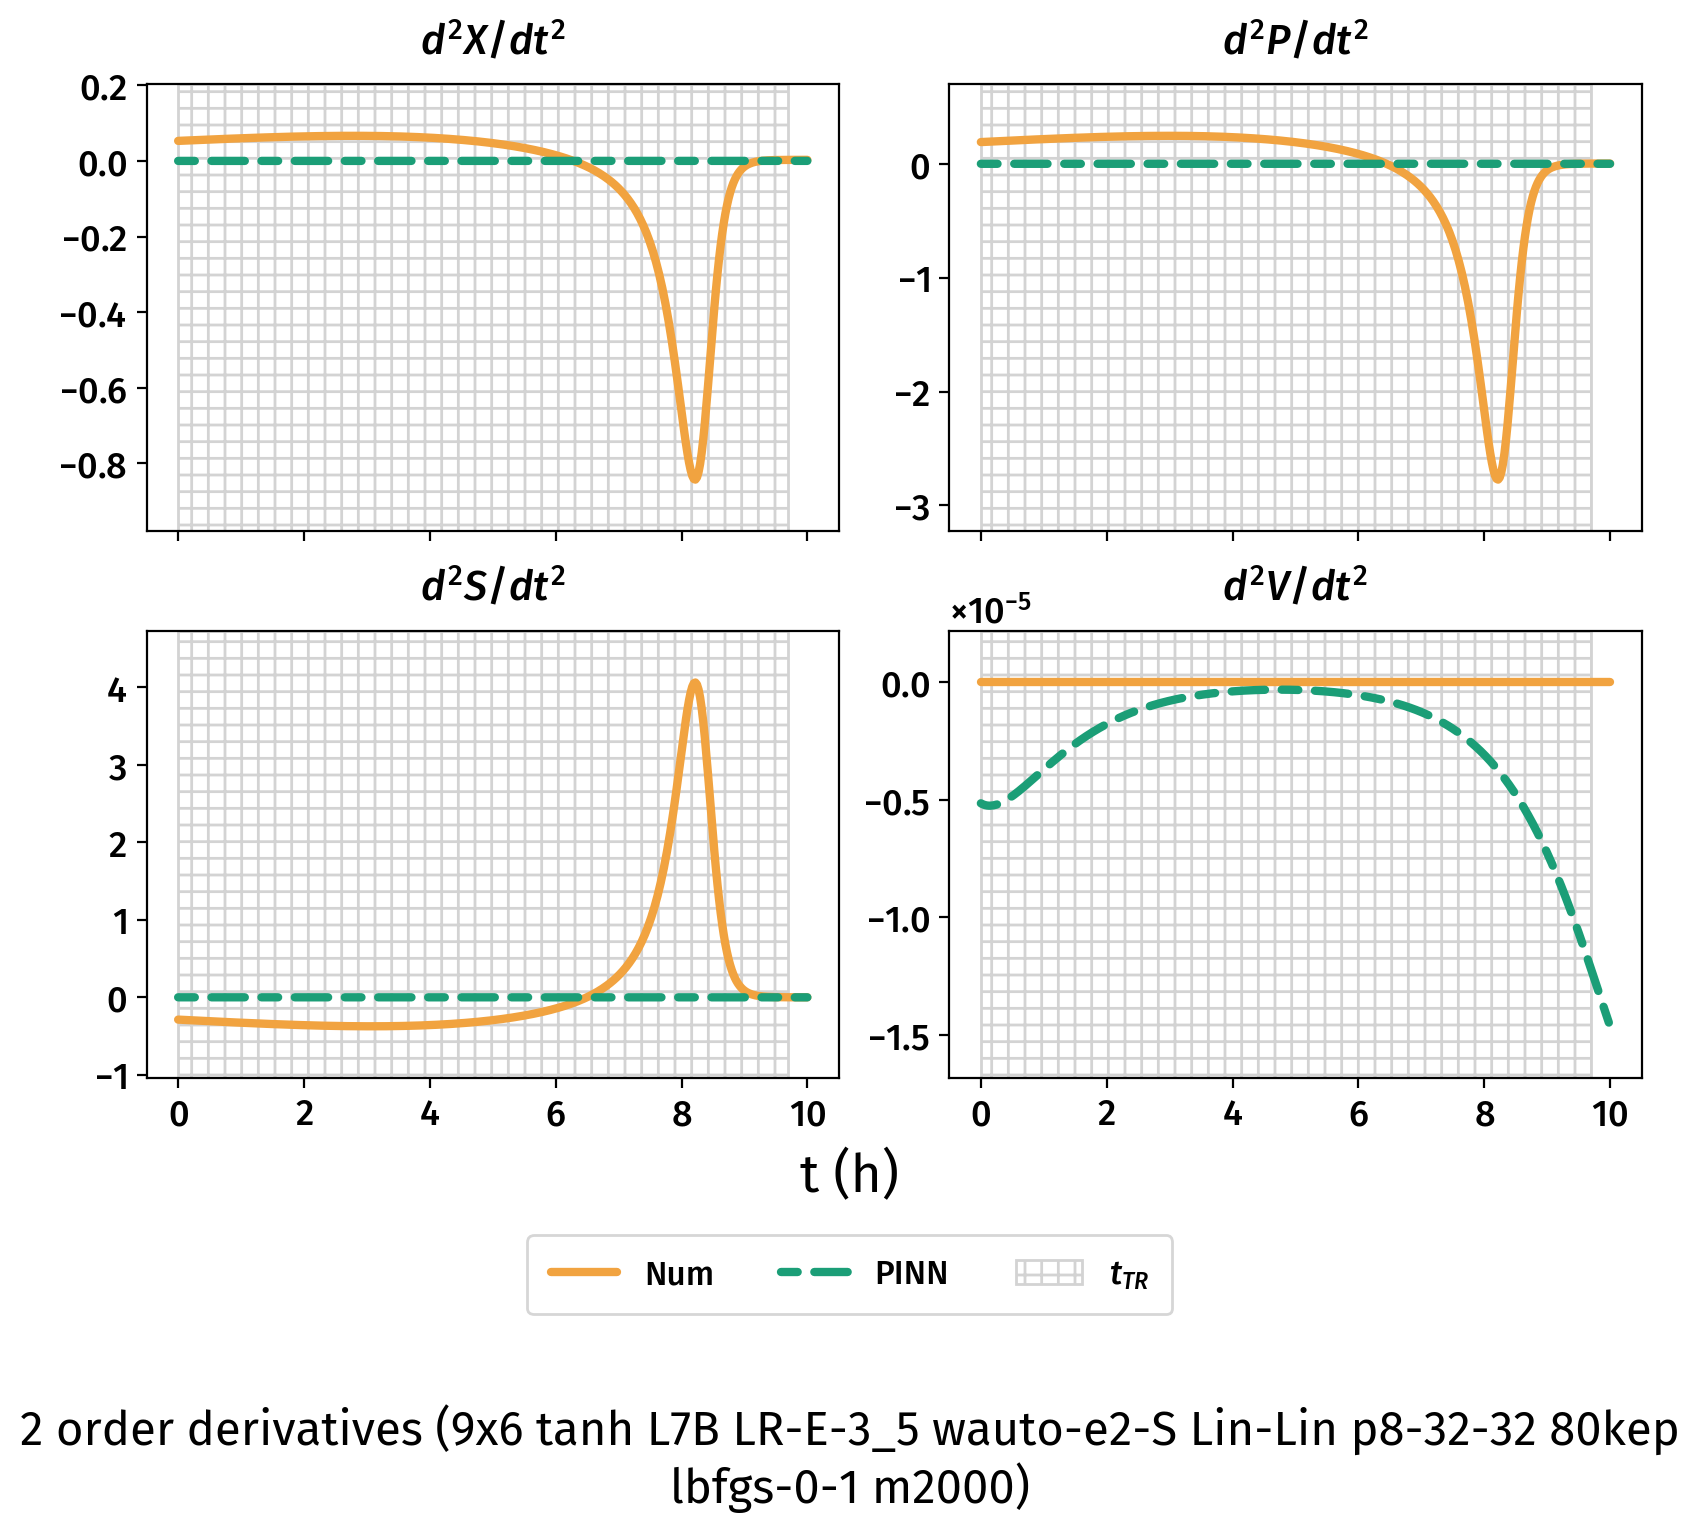 d²X/dt²
d²P/dt²
0.2
0.0
−0.2
−0.4
−0.6
−0.8
0
−1
−2
−3
d²S/dt²
d²V/dt²
×10⁻⁵
4
3
2
1
0
−1
0.0
−0.5
−1.0
−1.5
0 2 4 6 8 10
0 2 4 6 8 10
t (h)
Num PINN t_TR
2 order derivatives (9x6 tanh L7B LR-E-3_5 wauto-e2-S Lin-Lin p8-32-32 80kep
lbfgs-0-1 m2000)